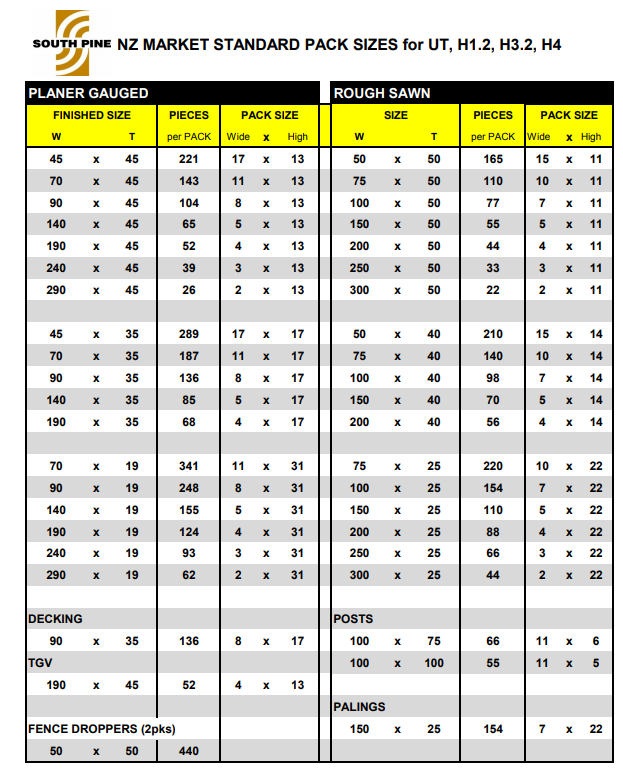 SOUTH PINE NZ MARKET STANDARD PACK SIZES for UT, H1.2, H3.2, H4
PLANER GAUGED ROUGH SAWN
FINISHED SIZE PIECES PACK SIZE SIZE PIECES PACK SIZE
W T per PACK Wide x High W T per PACK Wide x High
45 x 45 221 17 x 13 50 x 50 165 15 x 11
70 x 45 143 11 x 13 75 x 50 110 10 x 11
90 x 45 104 8 x 13 100 x 50 77 7 x 11
140 x 45 65 5 x 13 150 x 50 55 5 x 11
190 x 45 52 4 x 13 200 x 50 44 4 x 11
240 x 45 39 3 x 13 250 x 50 33 3 x 11
290 x 45 26 2 x 13 300 x 50 22 2 x 11
45 x 35 289 17 x 17 50 x 40 210 15 x 14
70 x 35 187 11 x 17 75 x 40 140 10 x 14
90 x 35 136 8 x 17 100 x 40 98 7 x 14
140 x 35 85 5 x 17 150 x 40 70 5 x 14
190 x 35 68 4 x 17 200 x 40 56 4 x 14
70 x 19 341 11 x 31 75 x 25 220 10 x 22
90 x 19 248 8 x 31 100 x 25 154 7 x 22
140 x 19 155 5 x 31 150 x 25 110 5 x 22
190 x 19 124 4 x 31 200 x 25 88 4 x 22
240 x 19 93 3 x 31 250 x 25 66 3 x 22
290 x 19 62 2 x 31 300 x 25 44 2 x 22
DECKING POSTS
90 x 35 136 8 x 17 100 x 75 66 11 x 6
TGV 100 x 100 55 11 x 5
190 x 45 52 4 x 13
PALINGS
FENCE DROPPERS (2pks) 150 x 25 154 7 x 22
50 x 50 440